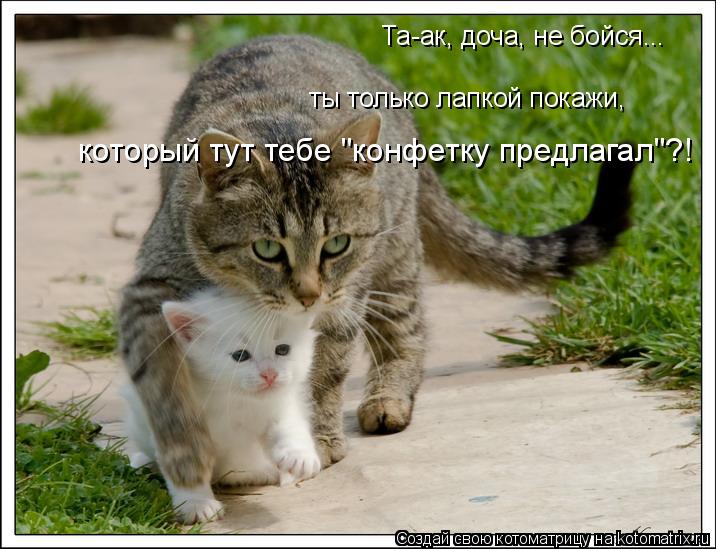 Та-ак, доча, не бойся...
ты только лапкой покажи,
который тут тебе "конфетку предлагал"?!
Создай свою котоматрицу на kotomatrix.ru